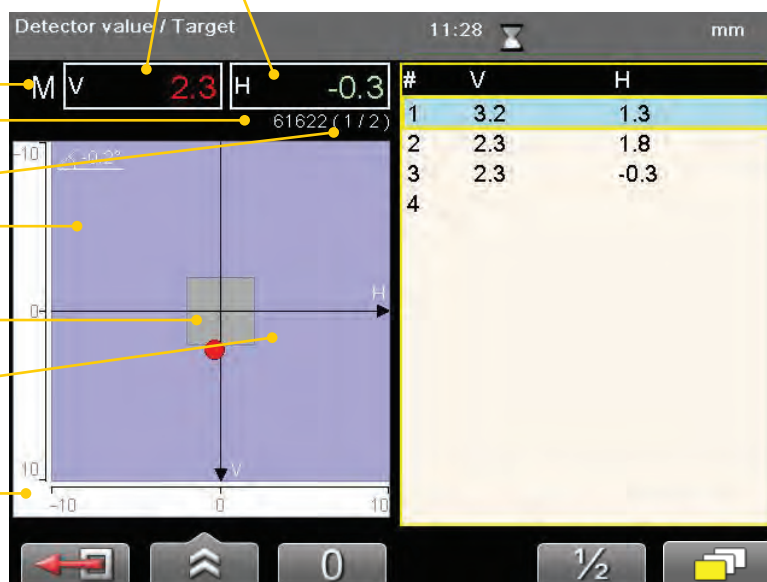 Detector value / Target 11:28 mm
M V 2.3 H -0.3
61622 (1/2)
# V H
1 3.2 1.3
2 2.3 1.8
3 2.3 -0.3
4
-10
-0.2°
0
H
10
V
-10 0 10
0 ½